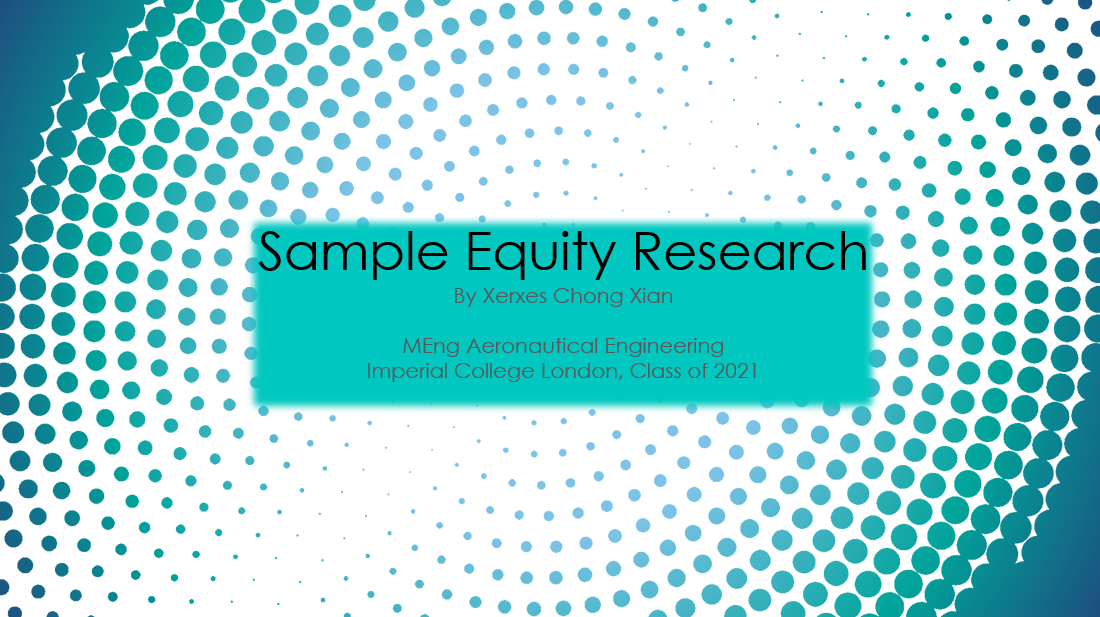 Sample Equity Research
By Xerxes Chong Xian
MEng Aeronautical Engineering
Imperial College London, Class of 2021